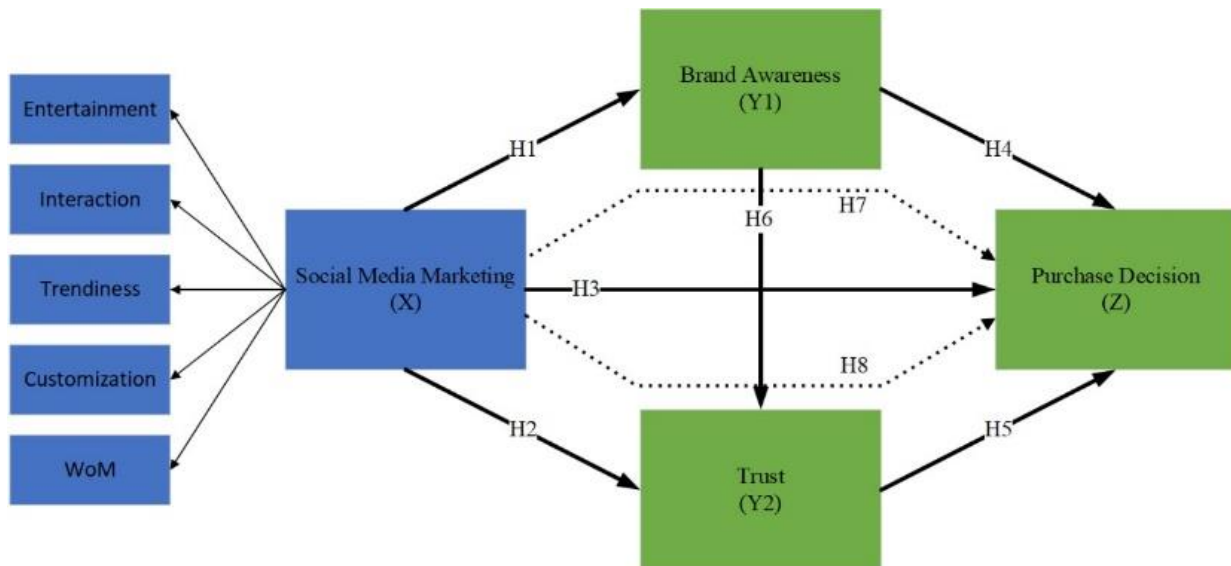 Entertainment
Interaction
Trendiness
Customization
WoM
Social Media Marketing
(X)
H1
H2
H3
Brand Awareness
(Y1)
H6
H7
H8
Trust
(Y2)
H4
H5
Purchase Decision
(Z)